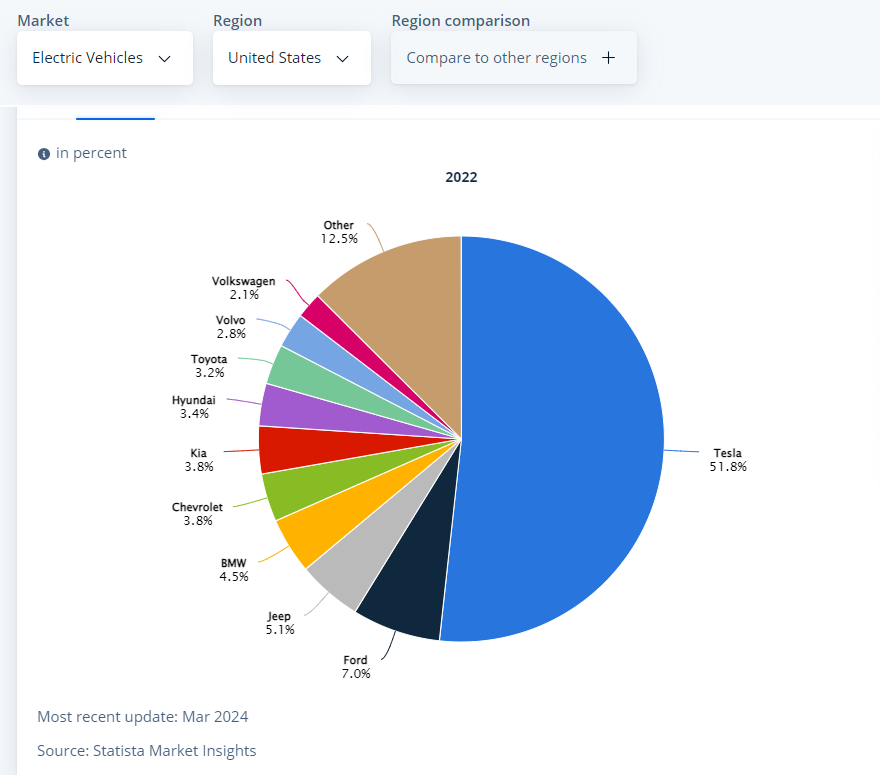 Market
Region
Region comparison
Electric Vehicles
United States
Compare to other regions +
in percent
2022
Other
12.5%
Volkswagen
2.1%
Volvo
2.8%
Toyota
3.2%
Hyundai
3.4%
Kia
3.8%
Chevrolet
3.8%
BMW
4.5%
Jeep
5.1%
Ford
7.0%
Tesla
51.8%
Most recent update: Mar 2024
Source: Statista Market Insights